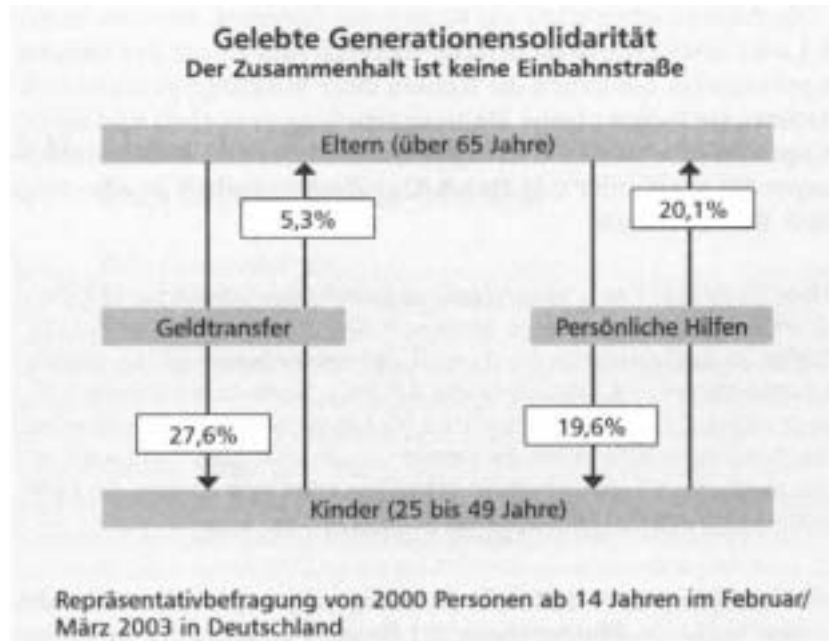 Gelebte Generationensolidarität
Der Zusammenhalt ist keine Einbahnstraße
Eltern (über 65 Jahre)
5,3%
20,1%
Geldtransfer
Persönliche Hilfen
27,6%
19,6%
Kinder (25 bis 49 Jahre)
Repräsentativbefragung von 2000 Personen ab 14 Jahren im Februar/
März 2003 in Deutschland